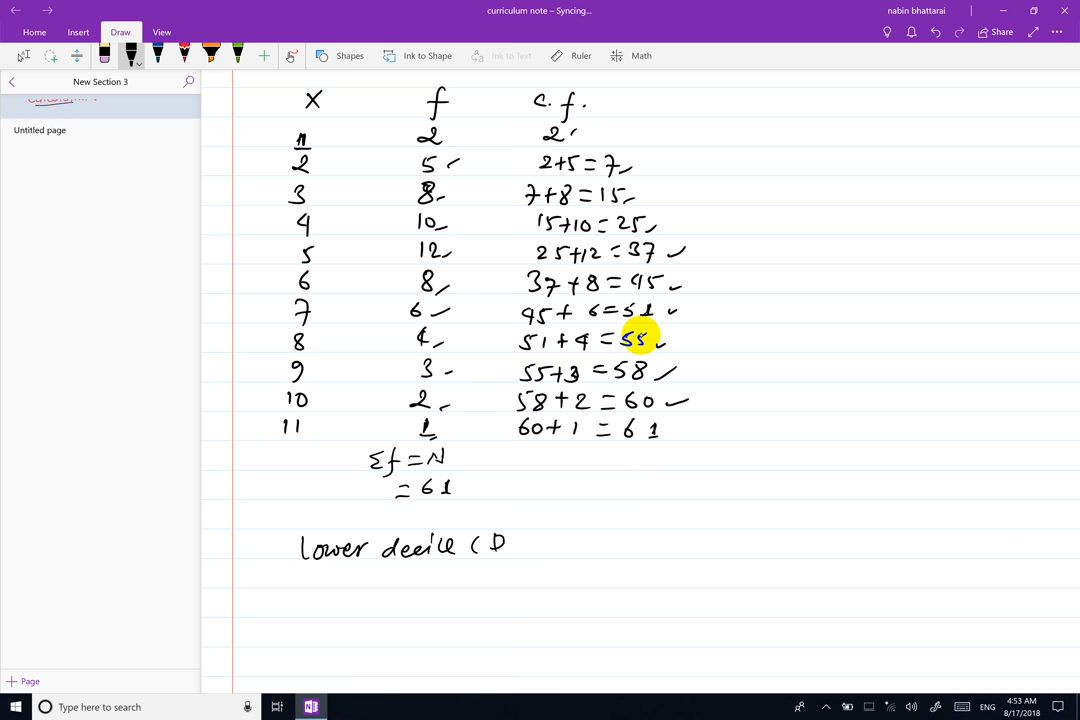 curriculum note – Syncing...
nabin bhattarai
Home Insert Draw View
Share
Shapes Ink to Shape Ink to Text Ruler Math
New Section 3
Untitled page
X f c.f.
1 2 2
2 5 2+5=7
3 8 7+8=15
4 10 15+10=25
5 12 25+12=37
6 8 37+8=45
7 6 45+6=51
8 4 51+4=55
9 3 55+3=58
10 2 58+2=60
11 1 60+1=61
Σf=N
=61
lower decile (D
+ Page
Type here to search
ENG
4:53 AM
8/17/2018